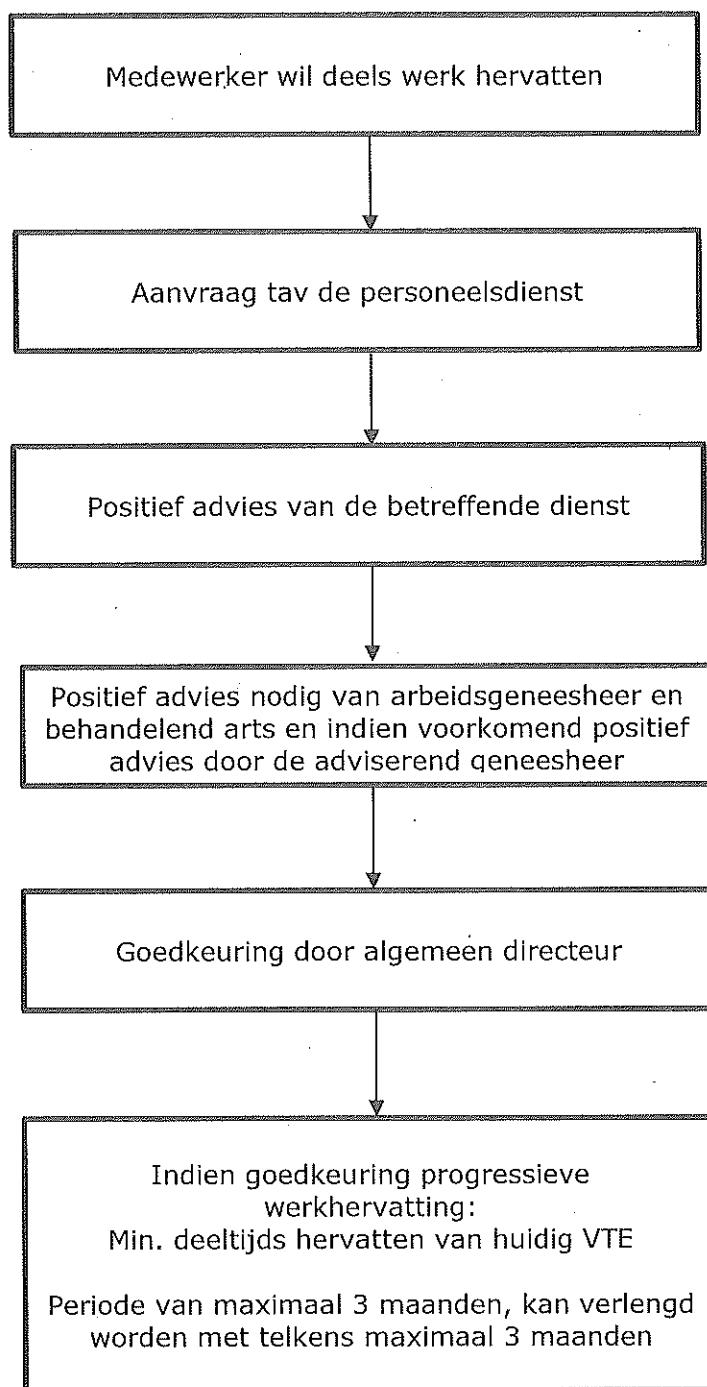 Medewerker wil deels werk hervatten
Aanvraag tav de personeelsdienst
Positief advies van de betreffende dienst
Positief advies nodig van arbeidsgeneesheer en
behandelend arts en indien voorkomend positief
advies door de adviserend geneesheer
Goedkeuring door algemeen directeur
Indien goedkeuring progressieve
werkhervatting:
Min. deeltijds hervatten van huidig VTE
Periode van maximaal 3 maanden, kan verlengd
worden met telkens maximaal 3 maanden